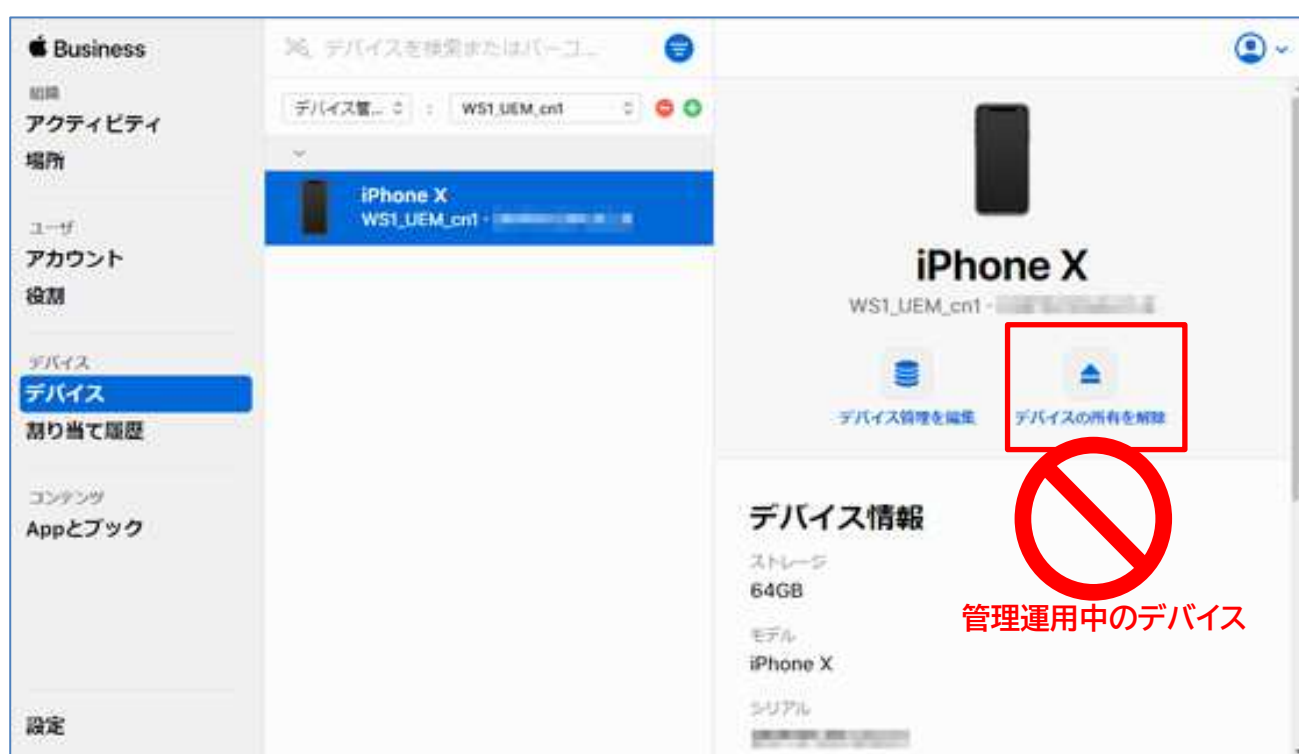 Business
組織
アクティビティ
場所
ユーザ
アカウント
役割
デバイス
デバイス
割り当て履歴
コンテンツ
Appとブック
設定
デバイスを検索またはバーコ...
デバイス管... : WS1_UEM_cn1
iPhone X
WS1_UEM_cn1 -
iPhone X
WS1_UEM_cn1 -
デバイス管理を編集
デバイスの所有を解除
デバイス情報
ストレージ
64GB
モデル
iPhone X
シリアル
管理運用中のデバイス